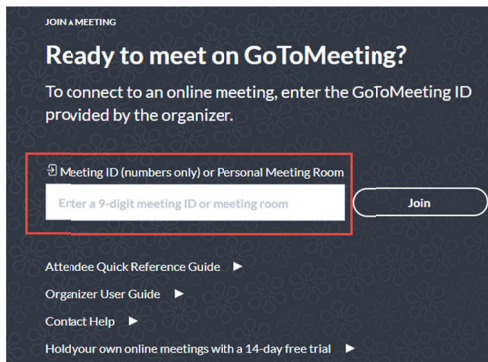 JOIN A MEETING
Ready to meet on GoToMeeting?
To connect to an online meeting, enter the GoToMeeting ID
provided by the organizer.
Meeting ID (numbers only) or Personal Meeting Room
Enter a 9-digit meeting ID or meeting room
Join
Attendee Quick Reference Guide ▶
Organizer User Guide ▶
Contact Help ▶
Hold your own online meetings with a 14-day free trial ▶